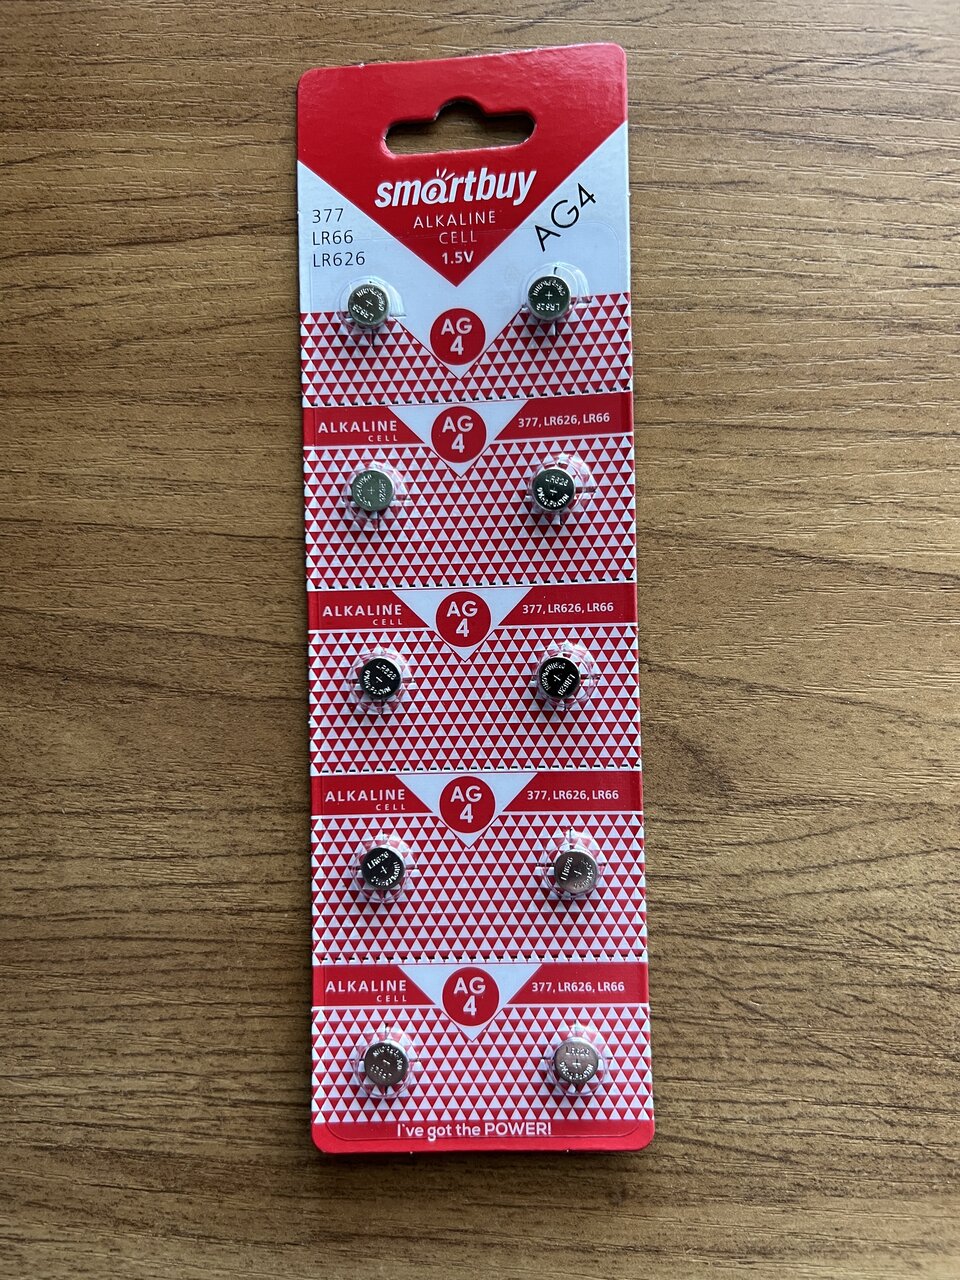 smartbuy
ALKALINE
CELL
1.5V
377
LR66
LR626
AG4
AG
4
ALKALINE
CELL
AG
4
377, LR626, LR66
ALKALINE
CELL
AG
4
377, LR626, LR66
ALKALINE
CELL
AG
4
377, LR626, LR66
ALKALINE
CELL
AG
4
377, LR626, LR66
I've got the POWER!